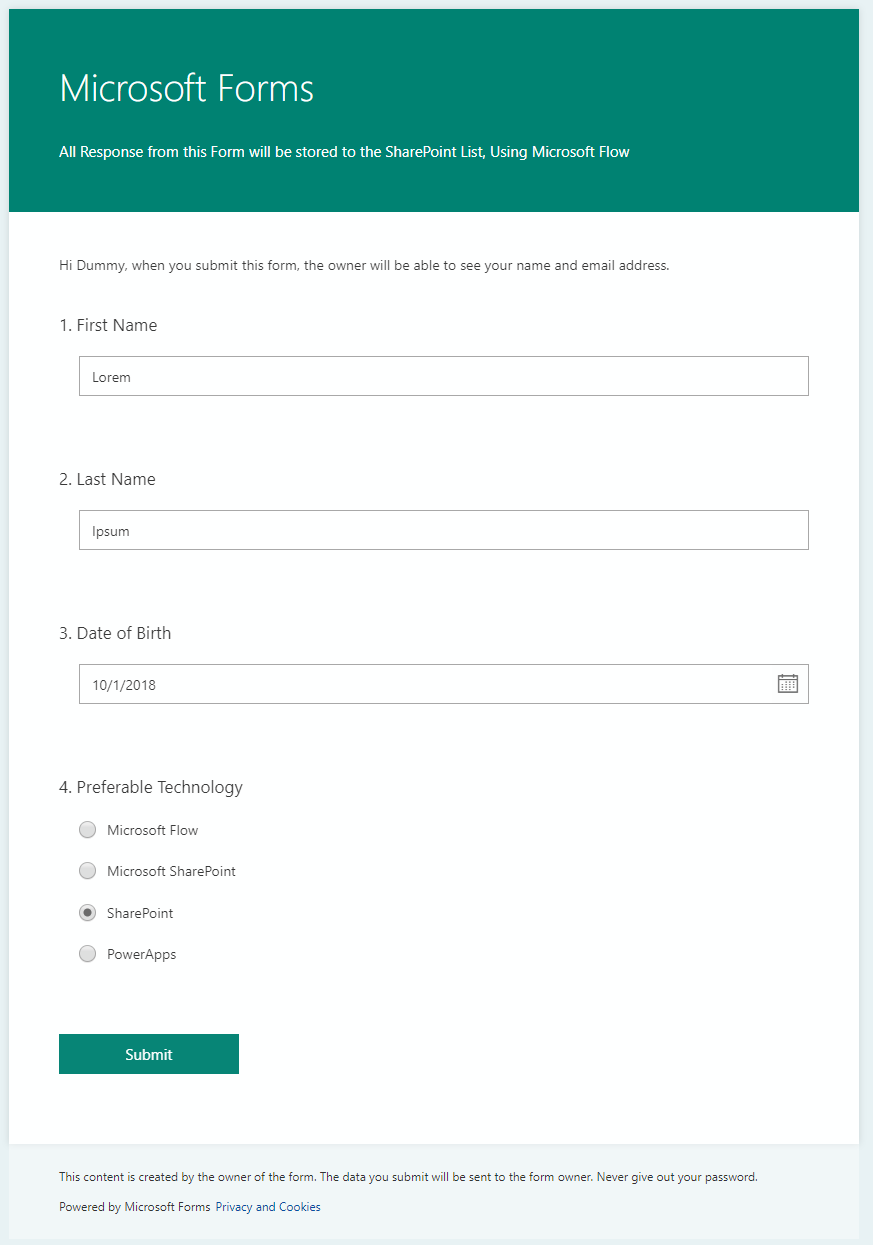 Microsoft Forms
All Response from this Form will be stored to the SharePoint List, Using Microsoft Flow
Hi Dummy, when you submit this form, the owner will be able to see your name and email address.
1. First Name
Lorem
2. Last Name
Ipsum
3. Date of Birth
10/1/2018
4. Preferable Technology
Microsoft Flow
Microsoft SharePoint
SharePoint
PowerApps
Submit
This content is created by the owner of the form. The data you submit will be sent to the form owner. Never give out your password.
Powered by Microsoft Forms Privacy and Cookies